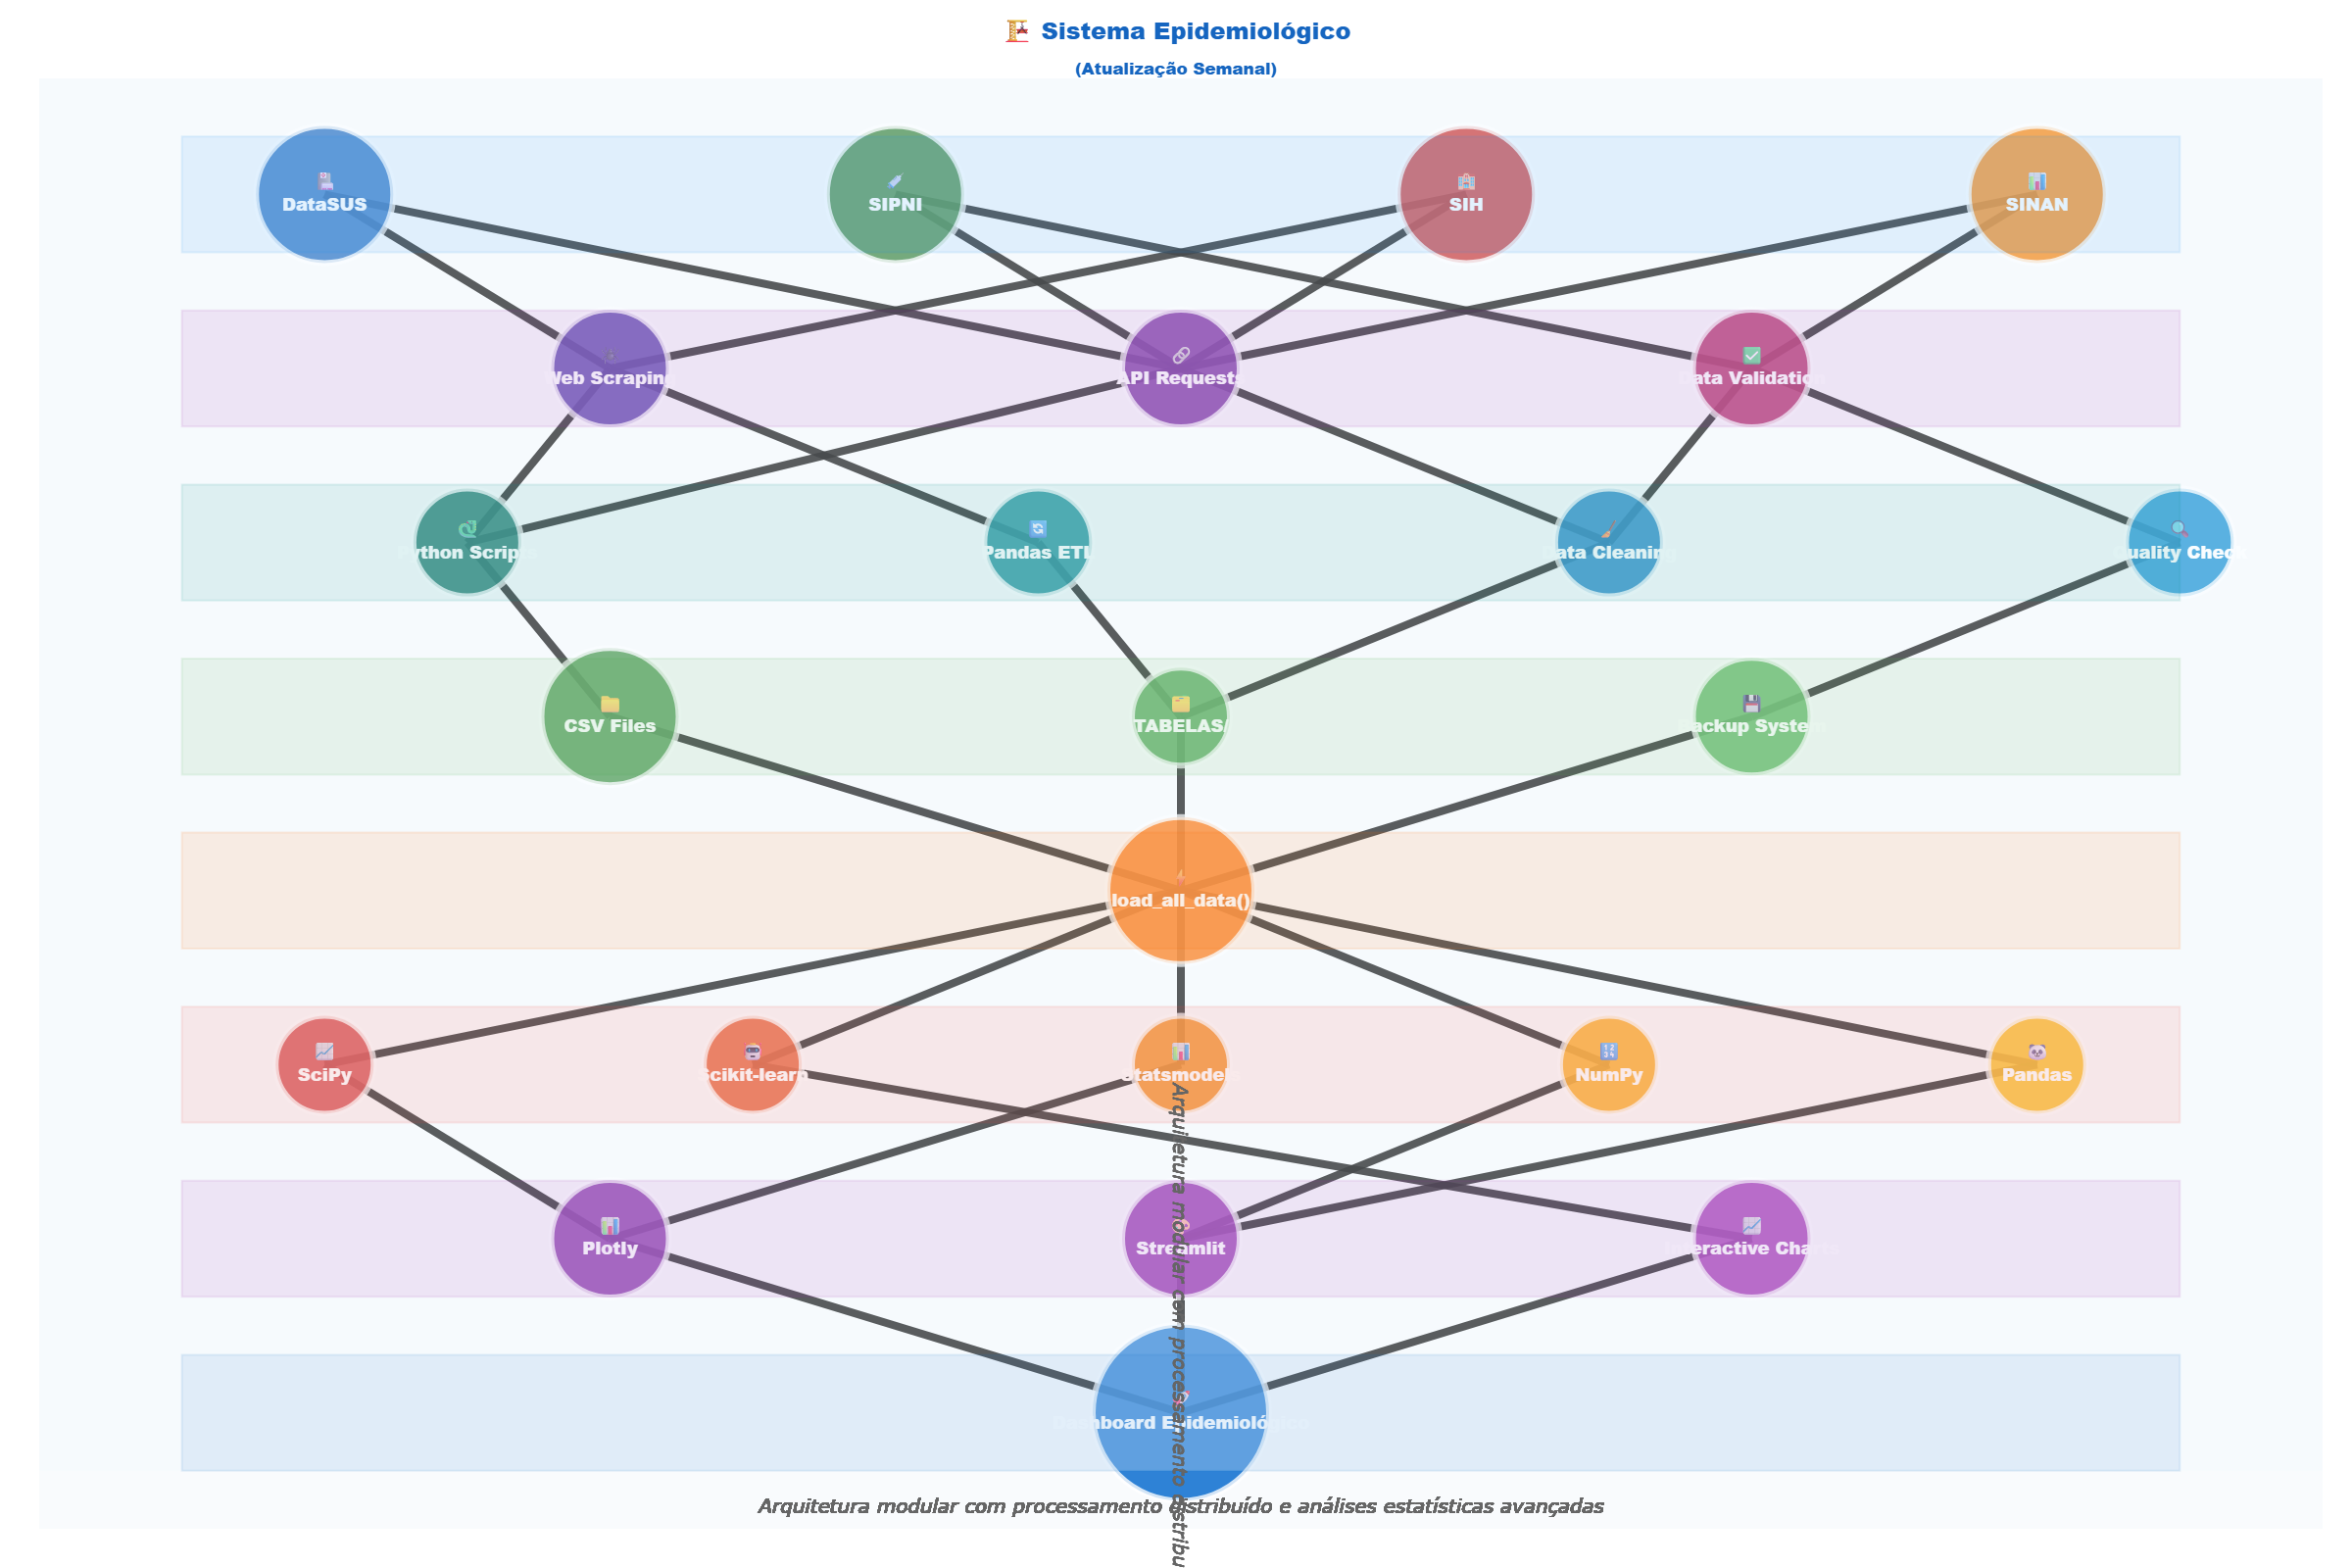 Sistema Epidemiológico
(Atualização Semanal)
DataSUS
SIPNI
SIH
SINAN
Web Scraping
API Requests
Data Validation
Python Scripts
Pandas ETL
Data Cleaning
Quality Check
CSV Files
TABELAS/
Backup System
load_all_data()
SciPy
Scikit-learn
Statsmodels
NumPy
Pandas
Plotly
Streamlit
Interactive Charts
Dashboard Epidemiológico
Arquitetura modular com processamento distribu
Arquitetura modular com processamento distribuído e análises estatísticas avançadas